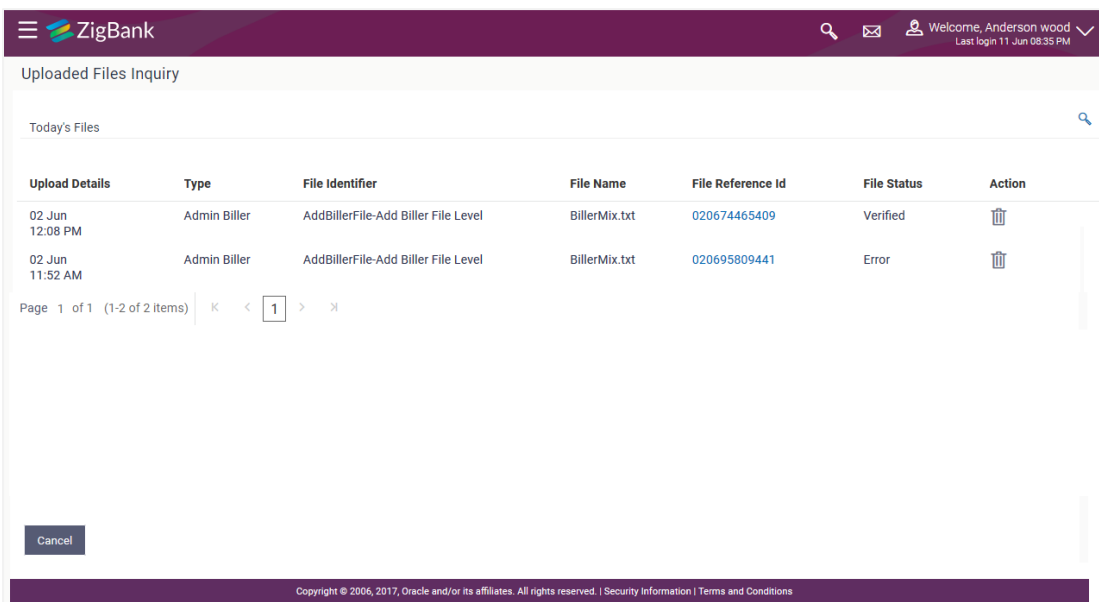 ZigBank
Welcome, Anderson wood
Last login 11 Jun 08:35 PM
Uploaded Files Inquiry
Today's Files
Upload Details Type File Identifier File Name File Reference Id File Status Action
02 Jun Admin Biller AddBillerFile-Add Biller File Level BillerMix.txt 020674465409 Verified
12:08 PM
02 Jun Admin Biller AddBillerFile-Add Biller File Level BillerMix.txt 020695809441 Error
11:52 AM
Page 1 of 1 (1-2 of 2 items) 1
Cancel
Copyright © 2006, 2017, Oracle and/or its affiliates. All rights reserved. | Security Information | Terms and Conditions